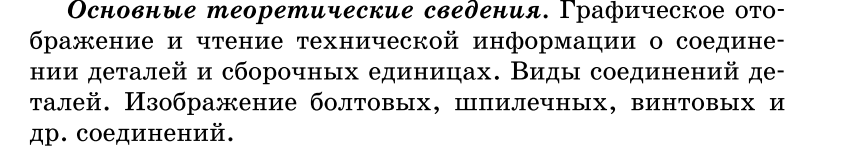 Основные теоретические сведения. Графическое ото-
бражение и чтение технической информации о соедине-
нии деталей и сборочных единицах. Виды соединений де-
талей. Изображение болтовых, шпилечных, винтовых и
др. соединений.